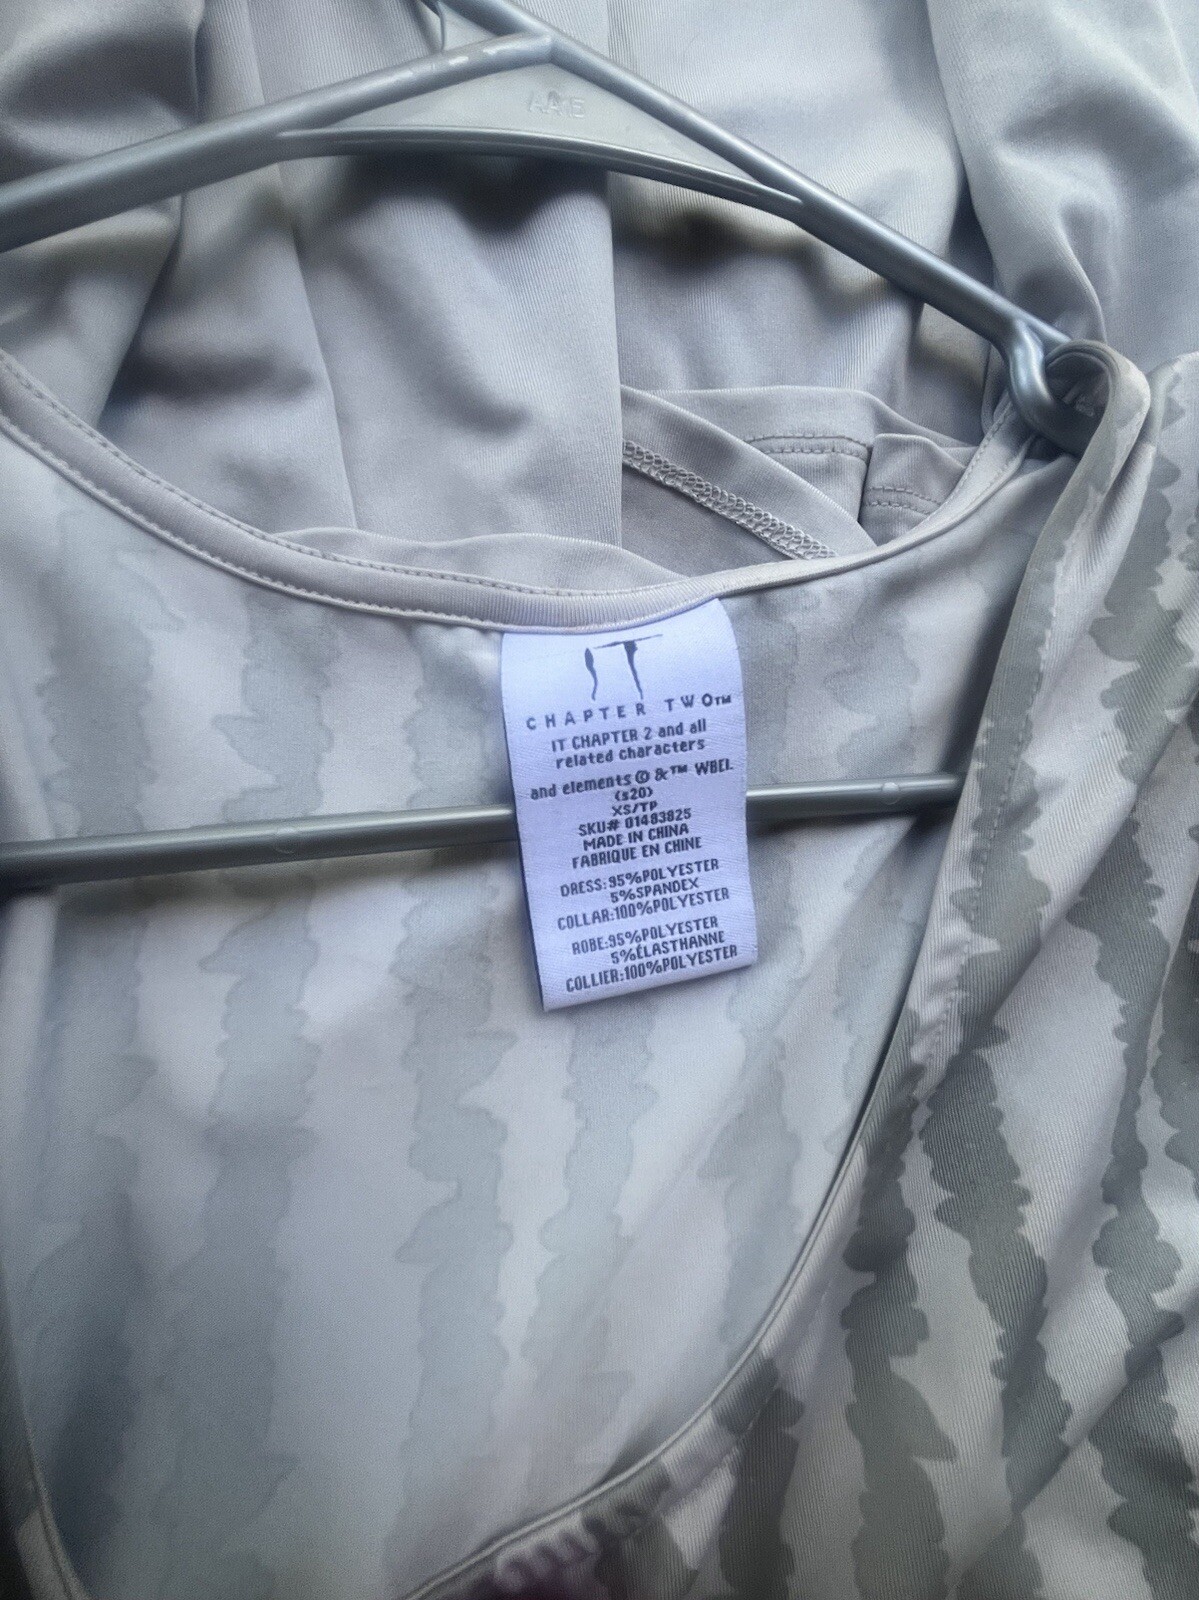 IT
CHAPTER TWO™
IT CHAPTER 2 and all
related characters
and elements © &™ WBEI.
(s20)
XS/TP
SKU# 01483825
MADE IN CHINA
FABRIQUE EN CHINE
DRESS:95%POLYESTER
5%SPANDEX
COLLAR:100%POLYESTER
ROBE:95%POLYESTER
5%ÉLASTHANNE
COLLIER:100%POLYESTER